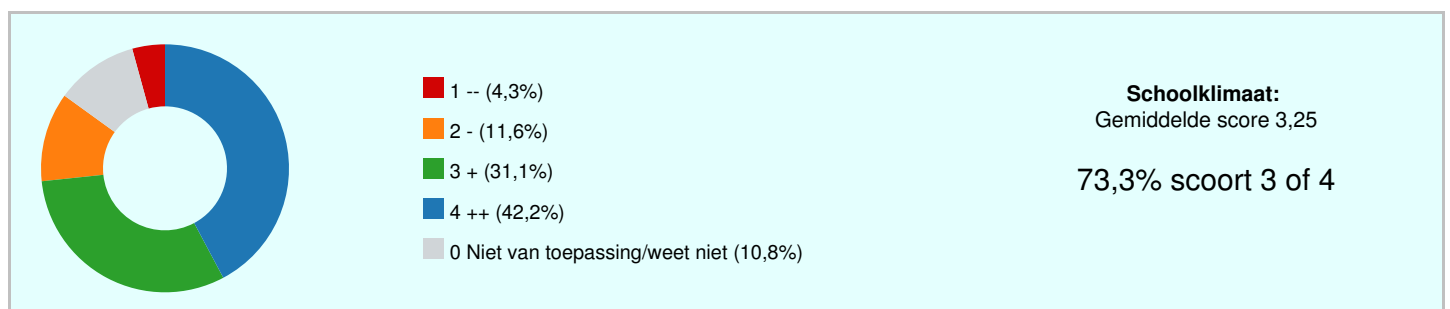 1 -- (4,3%)
2 - (11,6%)
3 + (31,1%)
4 ++ (42,2%)
0 Niet van toepassing/weet niet (10,8%)
Schoolklimaat:
Gemiddelde score 3,25
73,3% scoort 3 of 4